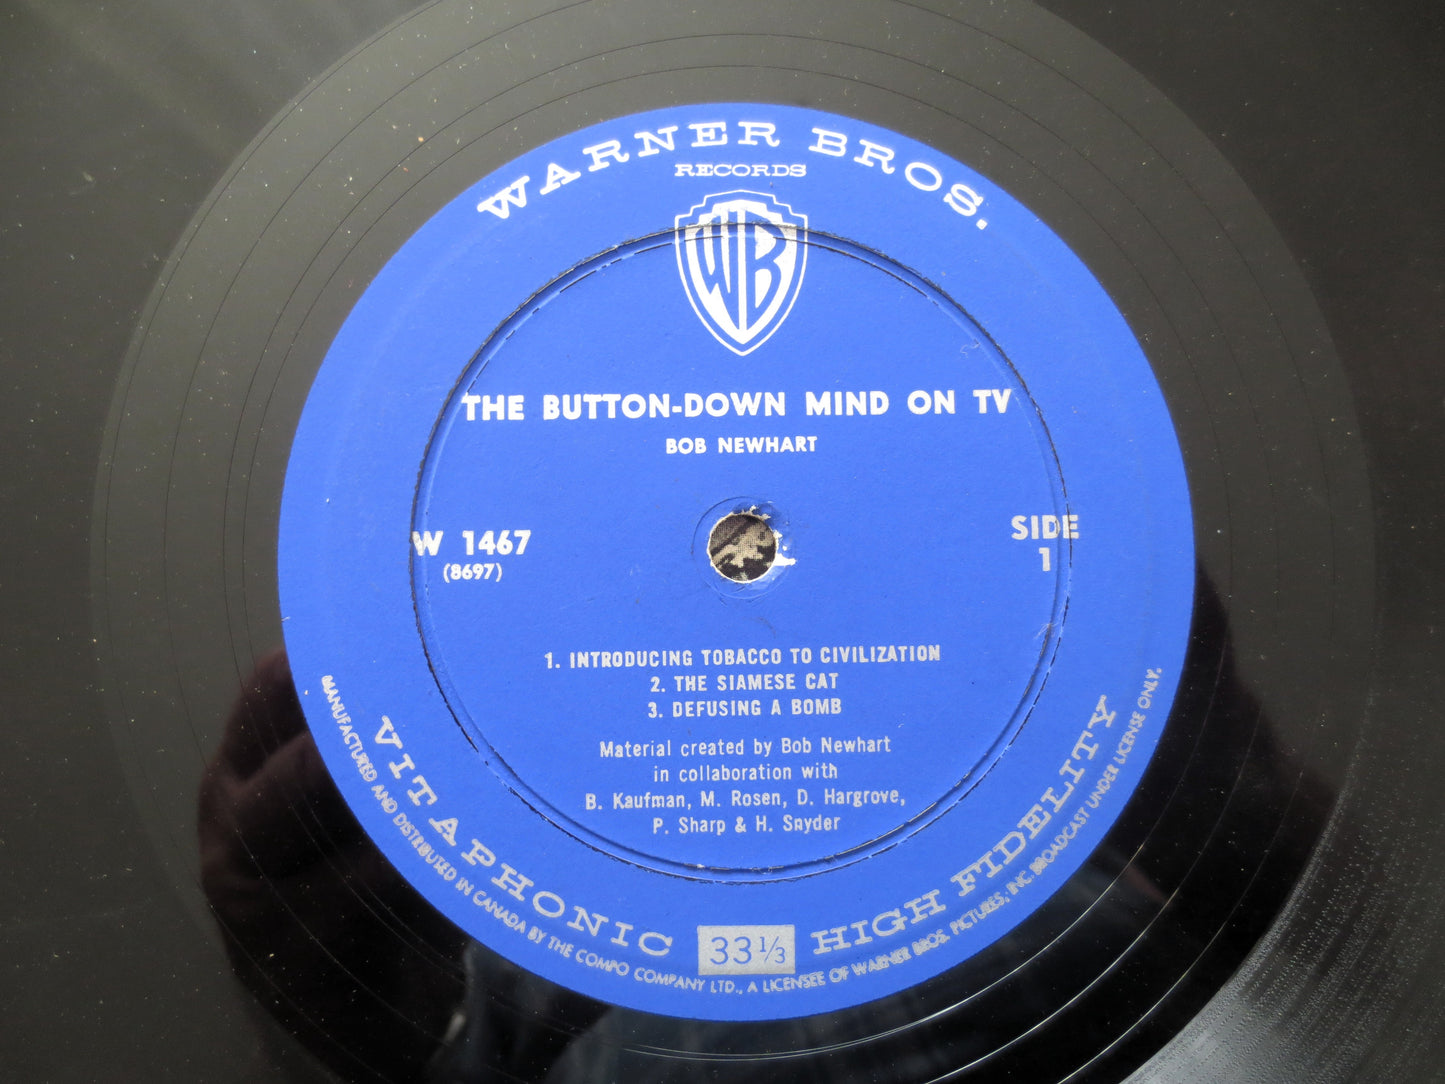 WARNER BROS.
RECORDS
WB
THE BUTTON-DOWN MIND ON TV
BOB NEWHART
W 1467
(8697)
SIDE
1
1. INTRODUCING TOBACCO TO CIVILIZATION
2. THE SIAMESE CAT
3. DEFUSING A BOMB
Material created by Bob Newhart
in collaboration with
B. Kaufman, M. Rosen, D. Hargrove,
P. Sharp & H. Snyder
VITAPHONIC 33 1/3 HIGH FIDELITY
MANUFACTURED AND DISTRIBUTED IN CANADA BY THE COMPO COMPANY LTD., A LICENSEE OF WARNER BROS. PICTURES, INC. BROADCAST UNDER LICENSE ONLY.